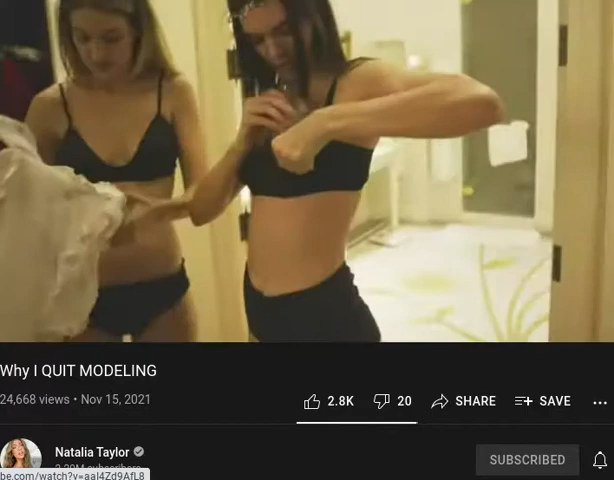 Why I QUIT MODELING
24,668 views • Nov 15, 2021
2.8K 20 SHARE SAVE
Natalia Taylor
SUBSCRIBED
subscribers
be.com/watch?v=aaI4Zd9AfL8